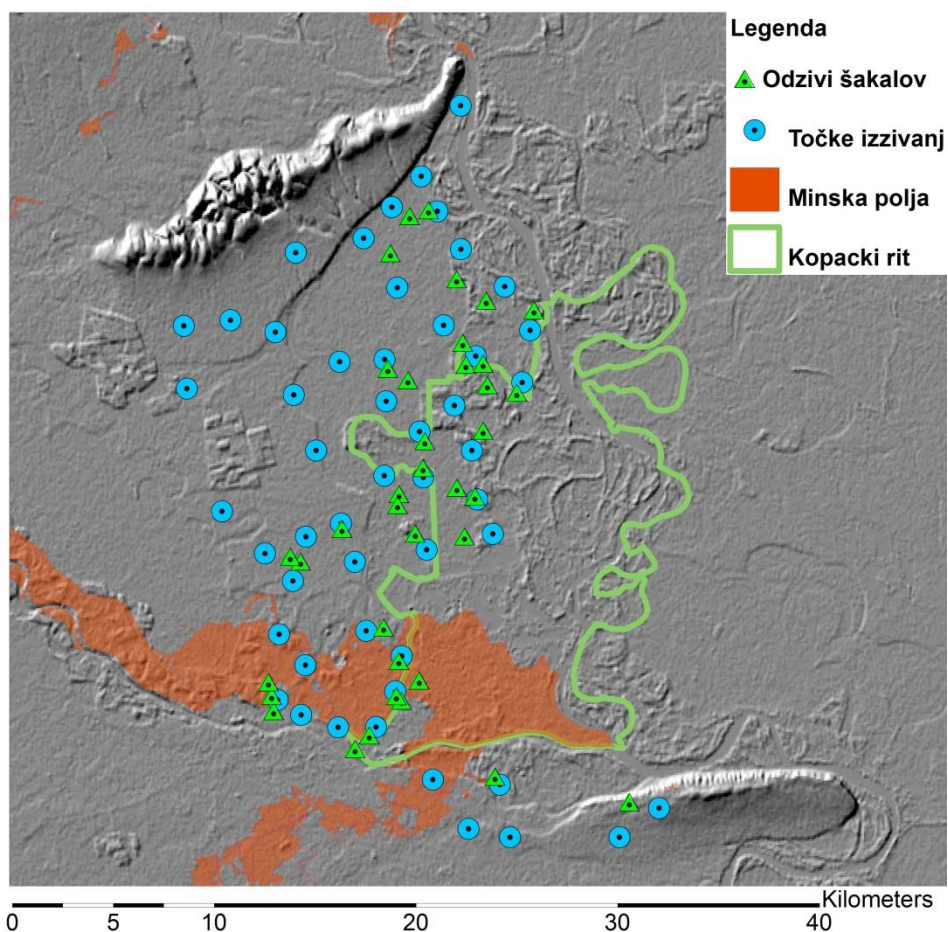 Legenda
Odzivi šakalov
Točke izzivanj
Minska polja
Kopacki rit
Kilometers
0 5 10 20 30 40